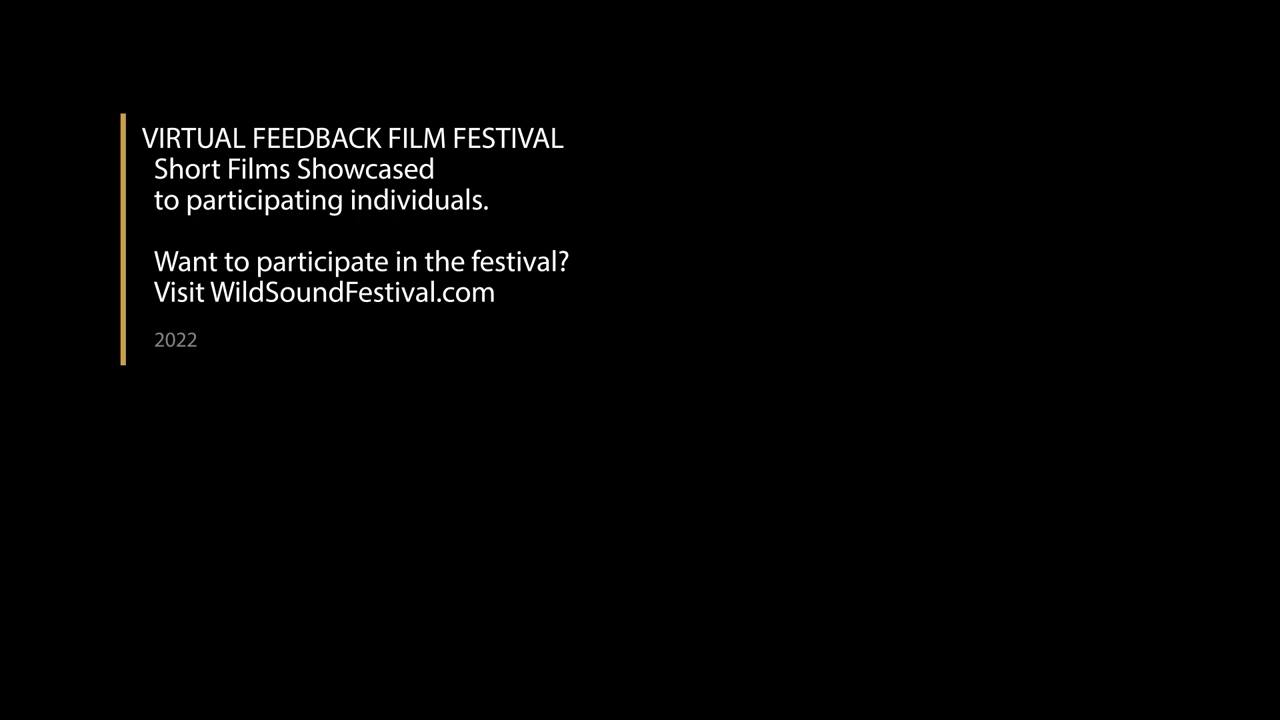 VIRTUAL FEEDBACK FILM FESTIVAL
Short Films Showcased
to participating individuals.
Want to participate in the festival?
Visit WildSoundFestival.com
2022